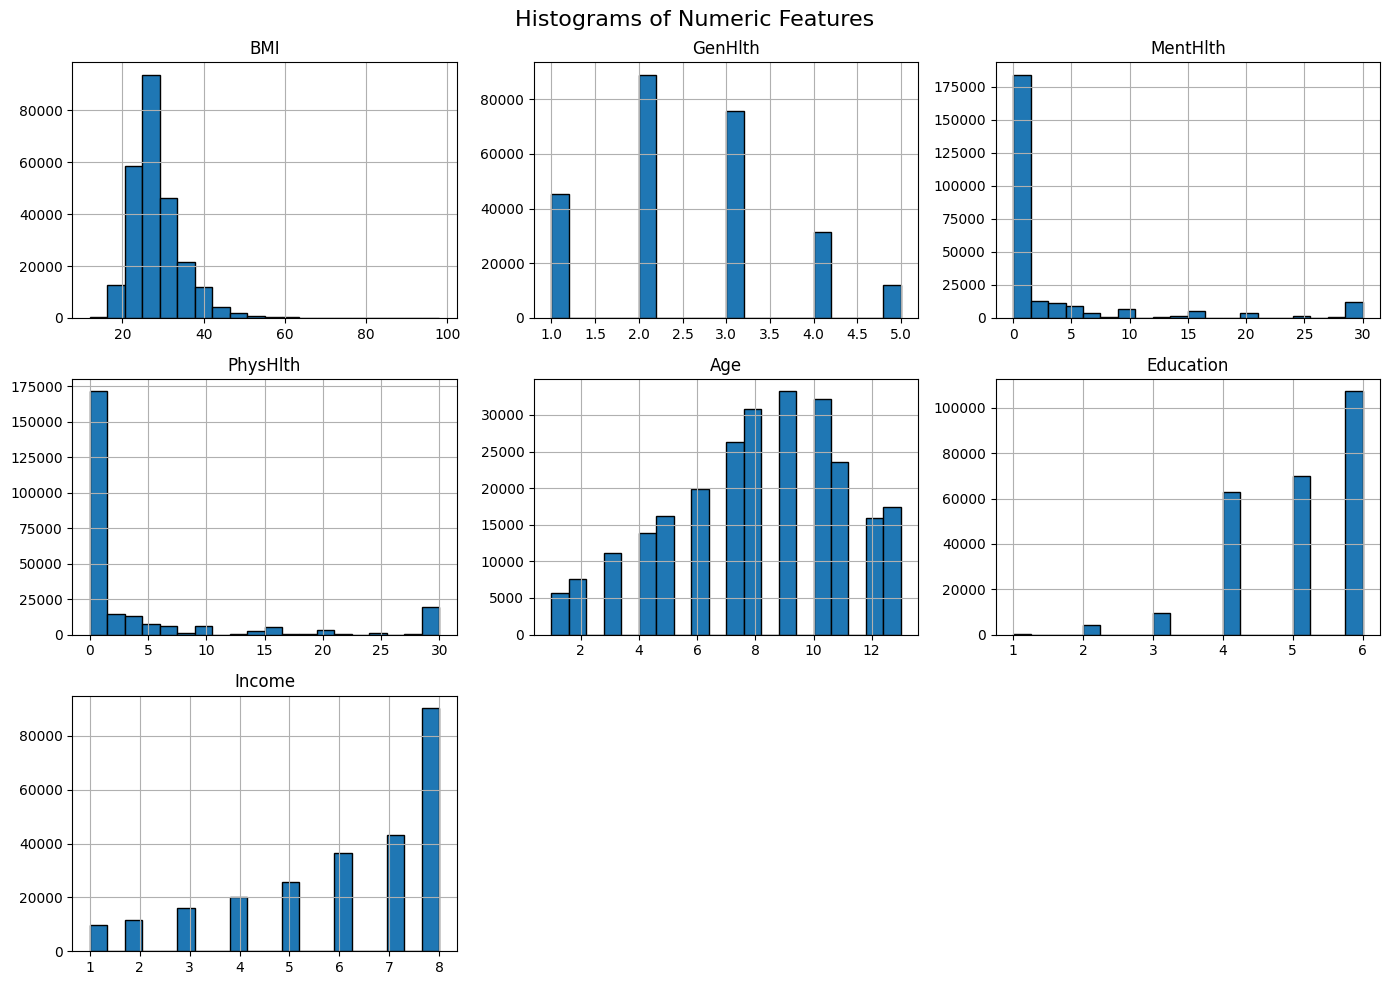 Histograms of Numeric Features
BMI
80000
60000
40000
20000
0
20 40 60 80 100
GenHlth
80000
60000
40000
20000
0
1.0 1.5 2.0 2.5 3.0 3.5 4.0 4.5 5.0
MentHlth
175000
150000
125000
100000
75000
50000
25000
0
0 5 10 15 20 25 30
PhysHlth
175000
150000
125000
100000
75000
50000
25000
0
0 5 10 15 20 25 30
Age
30000
25000
20000
15000
10000
5000
0
2 4 6 8 10 12
Education
100000
80000
60000
40000
20000
0
1 2 3 4 5 6
Income
80000
60000
40000
20000
0
1 2 3 4 5 6 7 8